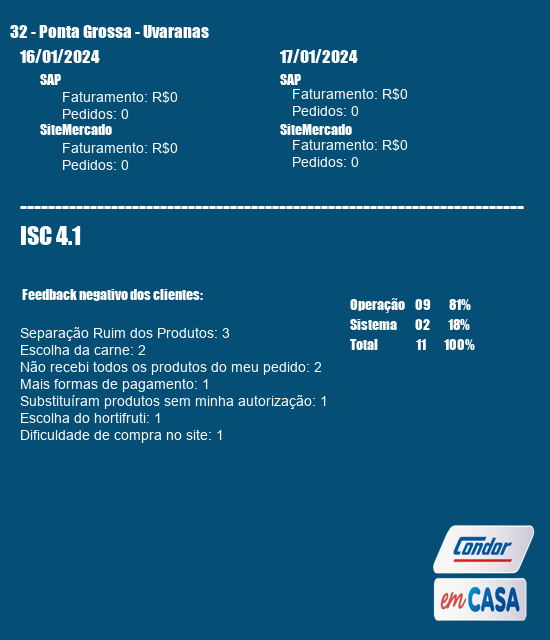 32 - Ponta Grossa - Uvaranas
16/01/2024
SAP
Faturamento: R$0
Pedidos: 0
SiteMercado
Faturamento: R$0
Pedidos: 0
17/01/2024
SAP
Faturamento: R$0
Pedidos: 0
SiteMercado
Faturamento: R$0
Pedidos: 0
------------------------------------------------------------------------
ISC 4.1
Feedback negativo dos clientes:
Separação Ruim dos Produtos: 3
Escolha da carne: 2
Não recebi todos os produtos do meu pedido: 2
Mais formas de pagamento: 1
Substituíram produtos sem minha autorização: 1
Escolha do hortifruti: 1
Dificuldade de compra no site: 1
Operação 09 81%
Sistema 02 18%
Total 11 100%
Condor
em CASA